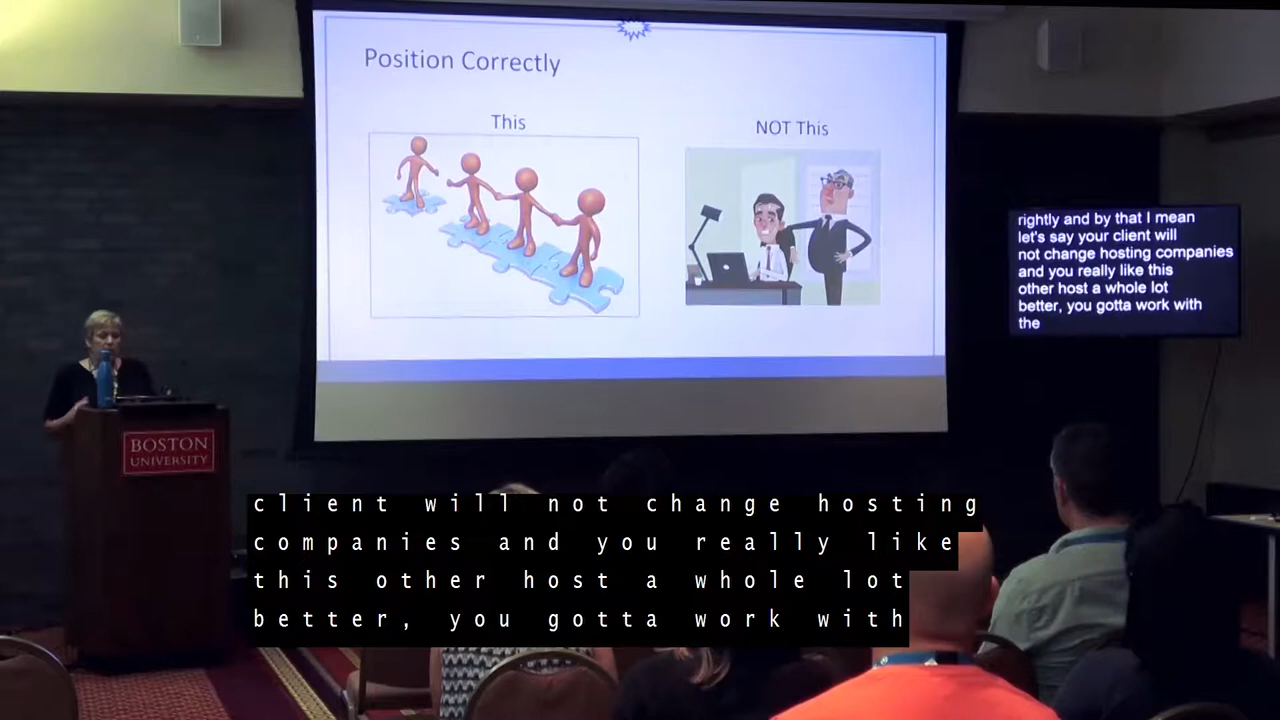 Position Correctly
This
NOT This
rightly and by that I mean
let's say your client will
not change hosting companies
and you really like this
other host a whole lot
better, you gotta work with
the
BOSTON
UNIVERSITY
client will not change hosting
companies and you really like
this other host a whole lot
better, you gotta work with